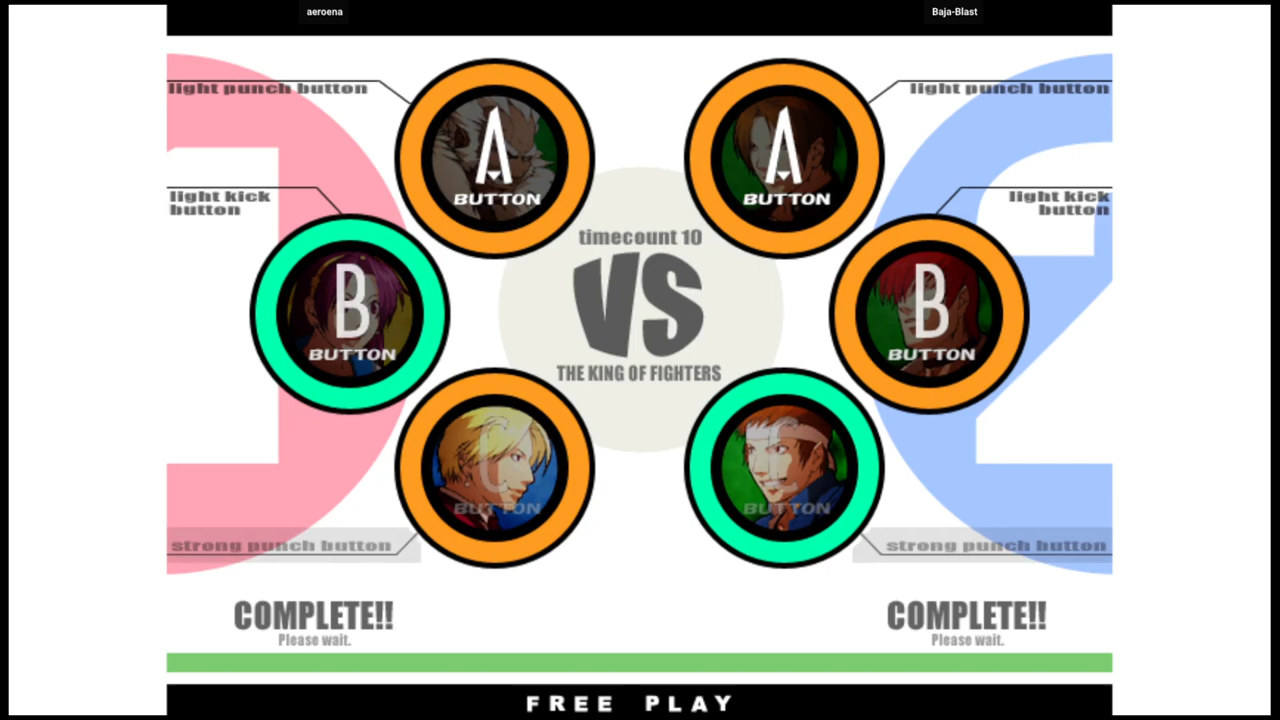 aeroena
Baja-Blast
light punch button
light punch button
A
BUTTON
A
BUTTON
light kick
button
light kick
button
timecount 10
VS
THE KING OF FIGHTERS
B
BUTTON
B
BUTTON
1
2
C
BUTTON
C
BUTTON
strong punch button
strong punch button
COMPLETE!!
Please wait.
COMPLETE!!
Please wait.
FREE PLAY